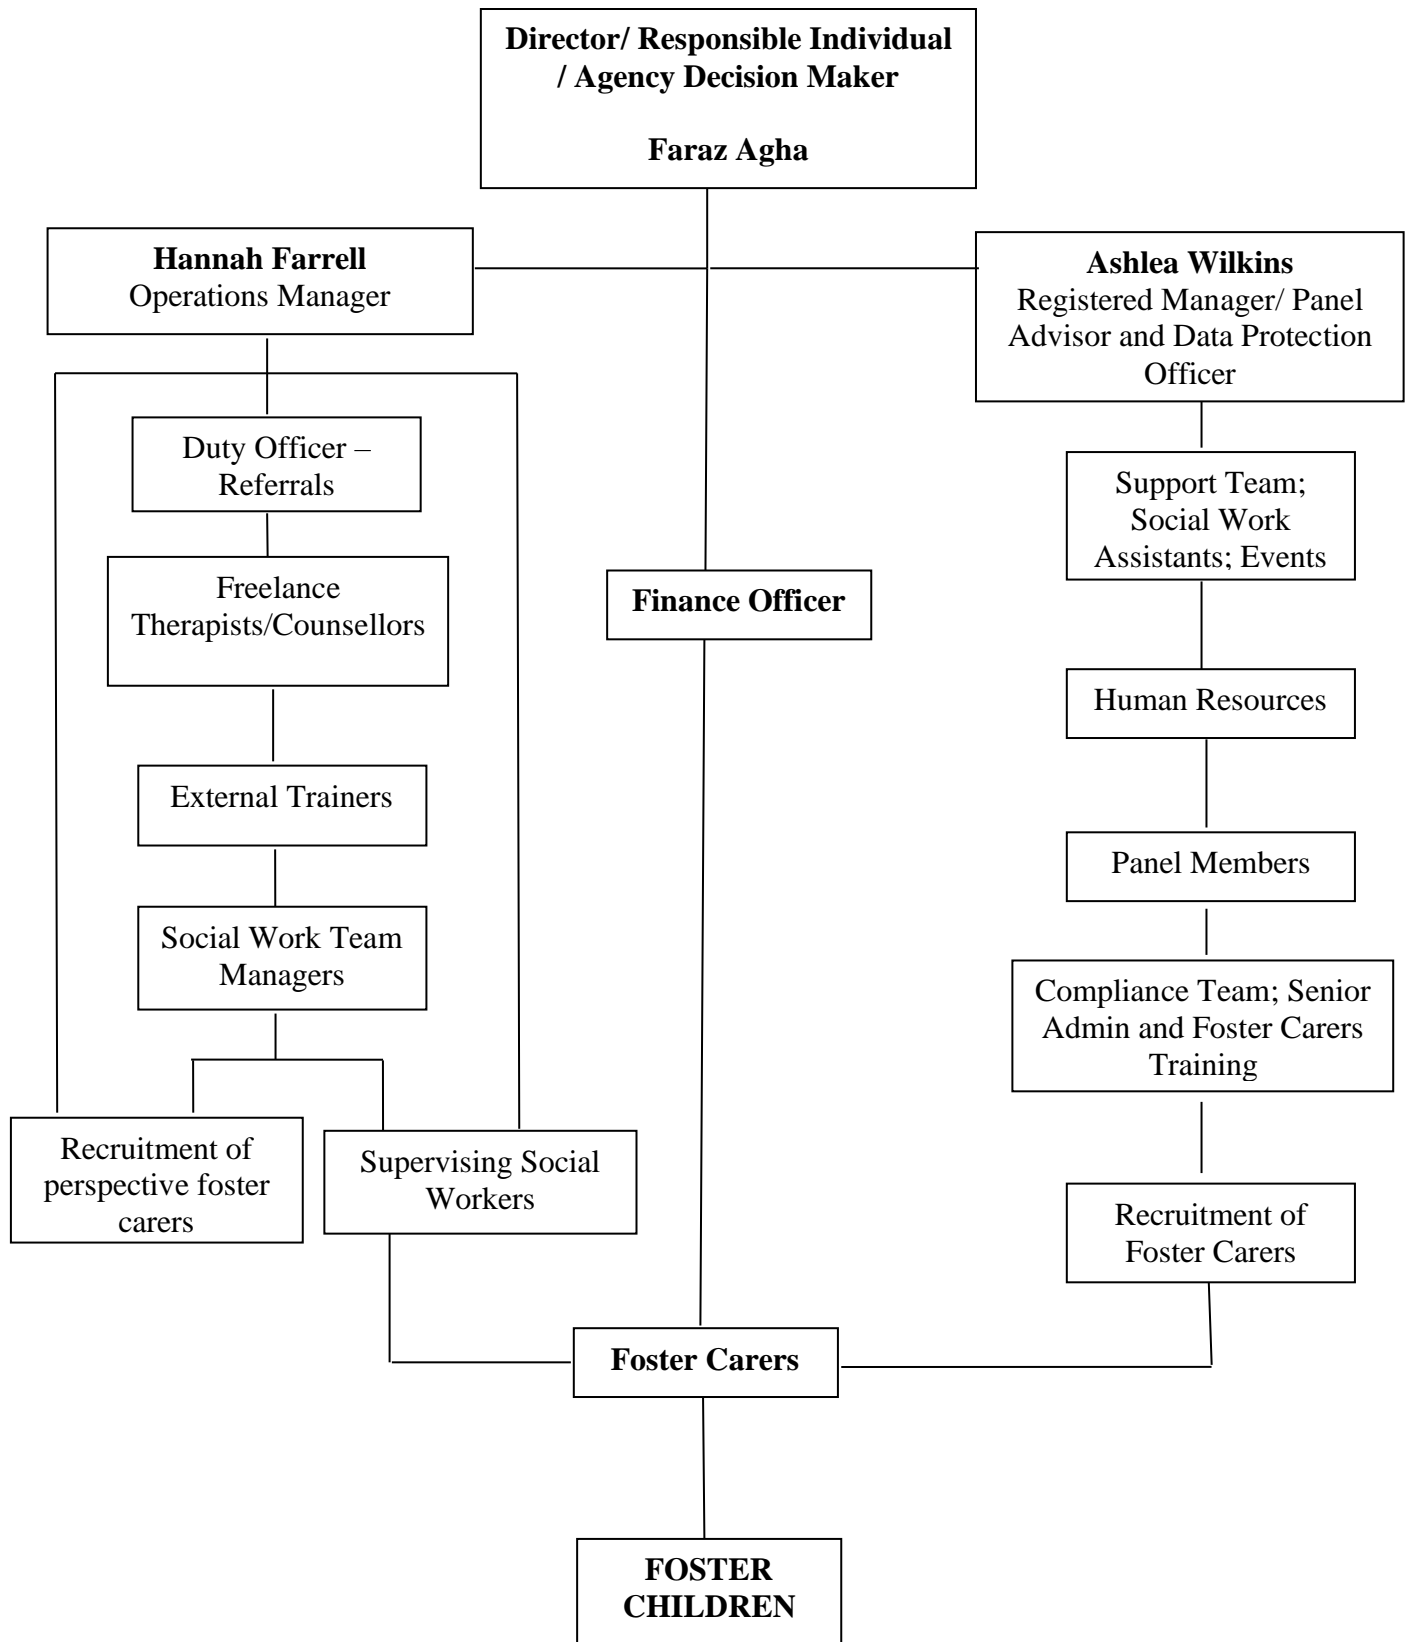 Director/ Responsible Individual
/ Agency Decision Maker
Faraz Agha
Hannah Farrell
Operations Manager
Ashlea Wilkins
Registered Manager/ Panel
Advisor and Data Protection
Officer
Duty Officer –
Referrals
Support Team;
Social Work
Assistants; Events
Freelance
Therapists/Counsellors
Finance Officer
Human Resources
External Trainers
Panel Members
Social Work Team
Managers
Compliance Team; Senior
Admin and Foster Carers
Training
Recruitment of
perspective foster
carers
Supervising Social
Workers
Recruitment of
Foster Carers
Foster Carers
FOSTER
CHILDREN